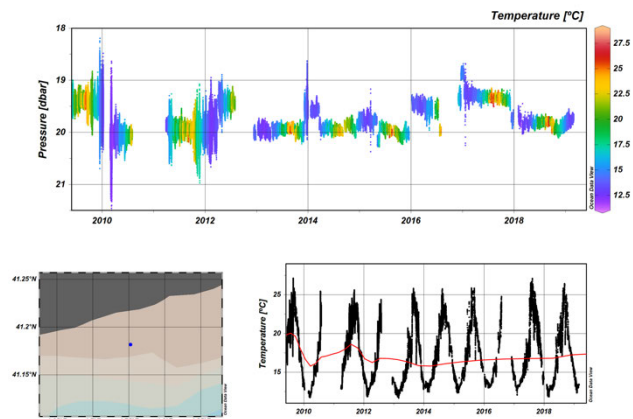 Temperature [ºC]
18
19
20
21
Pressure [dbar]
2010 2012 2014 2016 2018
27.5
25
22.5
20
17.5
15
12.5
Ocean Data View
41.25°N
41.2°N
41.15°N
Ocean Data View
Temperature [ºC]
25
20
15
2010 2012 2014 2016 2018
Ocean Data View